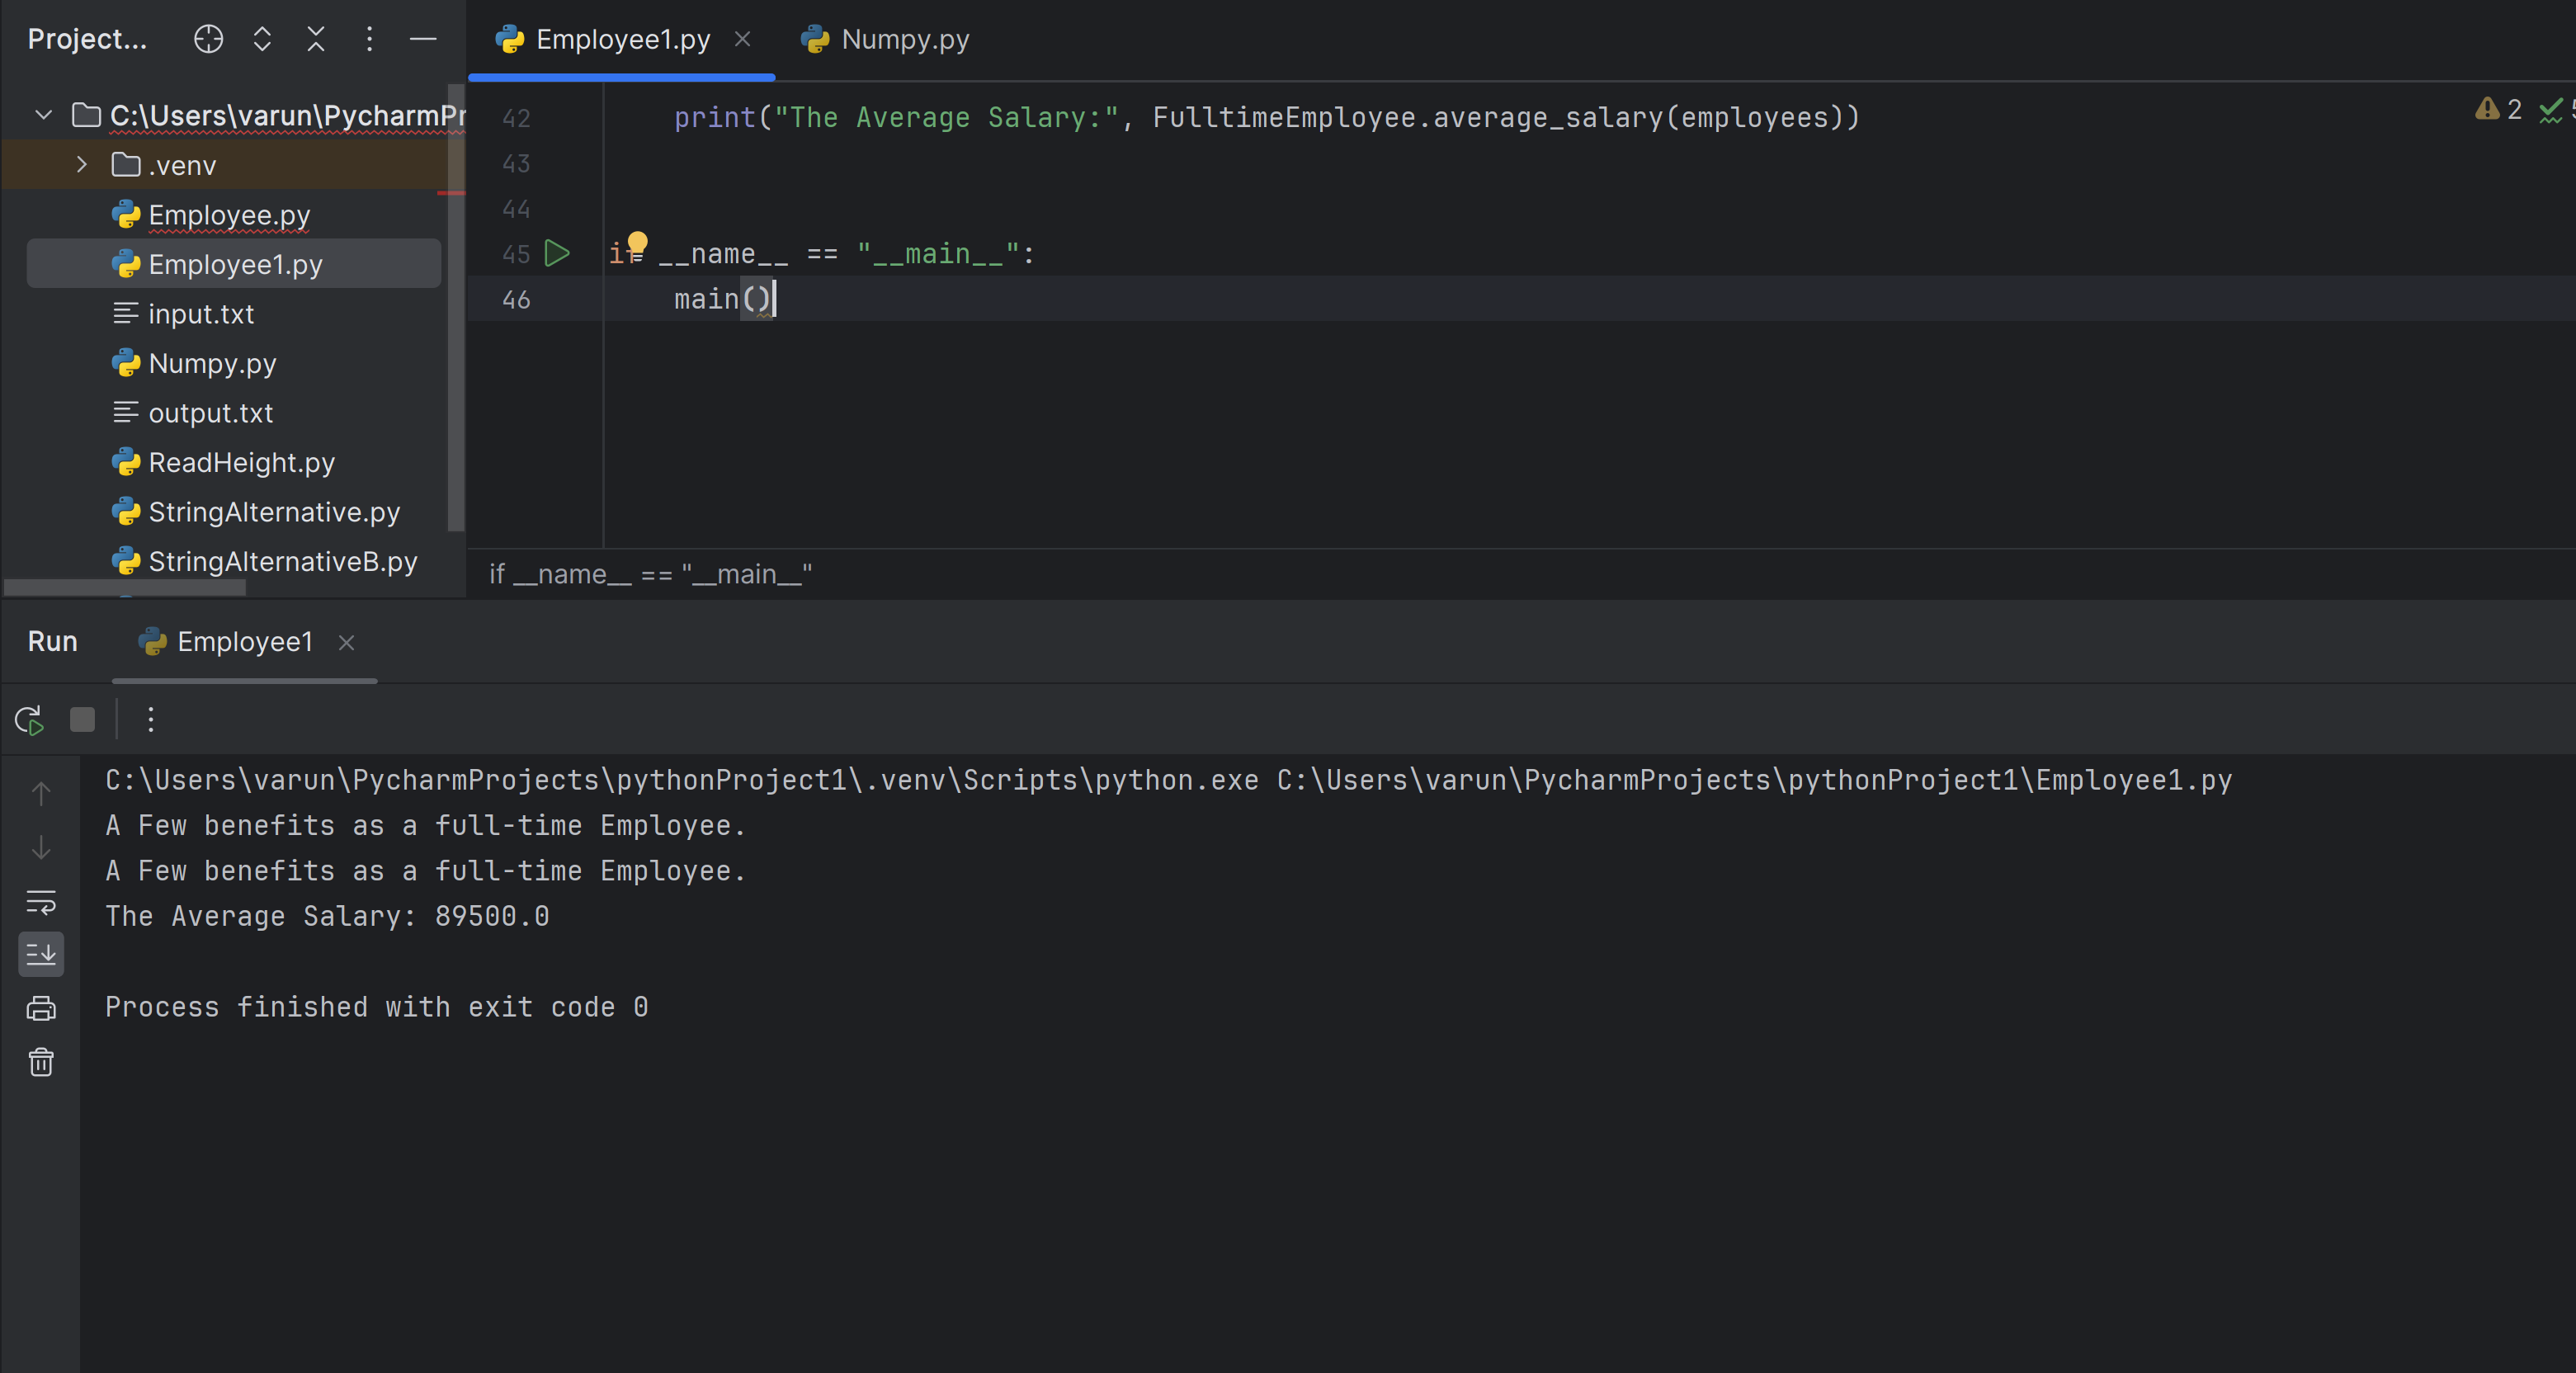 Project...
C:\Users\varun\PycharmPr
.venv
Employee.py
Employee1.py
input.txt
Numpy.py
output.txt
ReadHeight.py
StringAlternative.py
StringAlternativeB.py
Employee1.py
Numpy.py
2
42     print("The Average Salary:", FulltimeEmployee.average_salary(employees))
43
44
45 if __name__ == "__main__":
46     main()
if __name__ == "__main__"
Run
Employee1
C:\Users\varun\PycharmProjects\pythonProject1\.venv\Scripts\python.exe C:\Users\varun\PycharmProjects\pythonProject1\Employee1.py
A Few benefits as a full-time Employee.
A Few benefits as a full-time Employee.
The Average Salary: 89500.0
Process finished with exit code 0